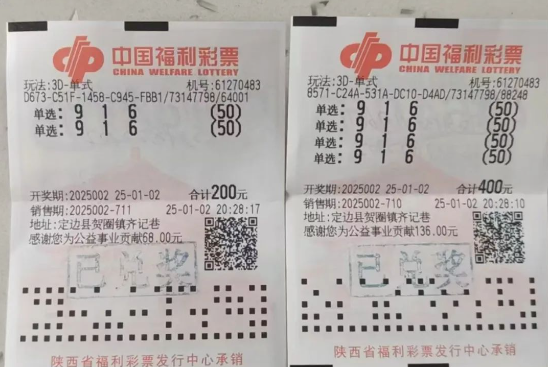 中国福利彩票
CHINA WELFARE LOTTERY
玩法:3D-单式 机号:61270483
D673-C51F-1458-C945-FBB1/73147798/64001
单选:9 1 6 (50)
单选:9 1 6 (50)
开奖期:2025002 25-01-02 合计200元
销售期:2025002-711 25-01-02 20:28:17
地址:定边县贺圈镇齐记巷
感谢您为公益事业贡献68.00元
已兑奖
陕西省福利彩票发行中心承销
中国福利彩票
CHINA WELFARE LOTTERY
玩法:3D-单式 机号:61270483
8571-C24A-531A-DC10-D4AD/73147798/88248
单选:9 1 6 (50)
单选:9 1 6 (50)
单选:9 1 6 (50)
单选:9 1 6 (50)
开奖期:2025002 25-01-02 合计400元
销售期:2025002-710 25-01-02 20:28:10
地址:定边县贺圈镇齐记巷
感谢您为公益事业贡献136.00元
已兑奖
陕西省福利彩票发行中心承销